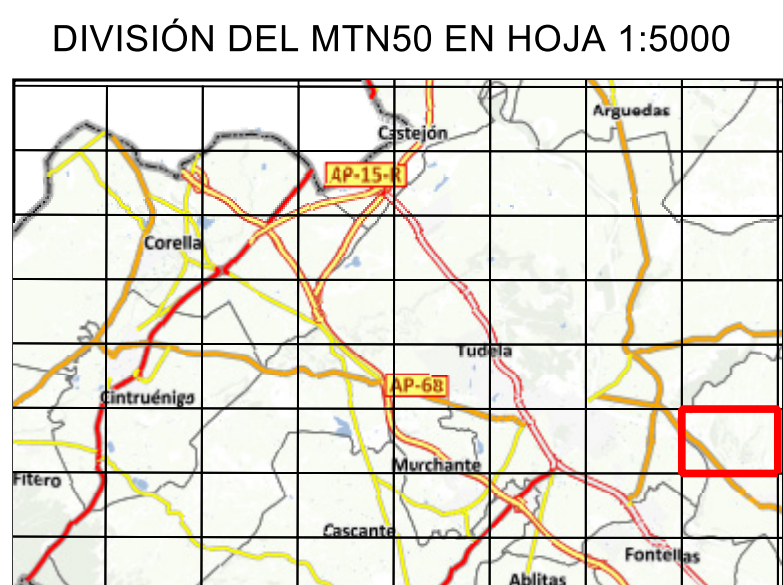 DIVISIÓN DEL MTN50 EN HOJA 1:5000
Arguedas
Castejón
AP-15-R
Corella
Tudela
AP-68
Cintruénigo
Murchante
Fitero
Cascante
Fontellas
Ablitas